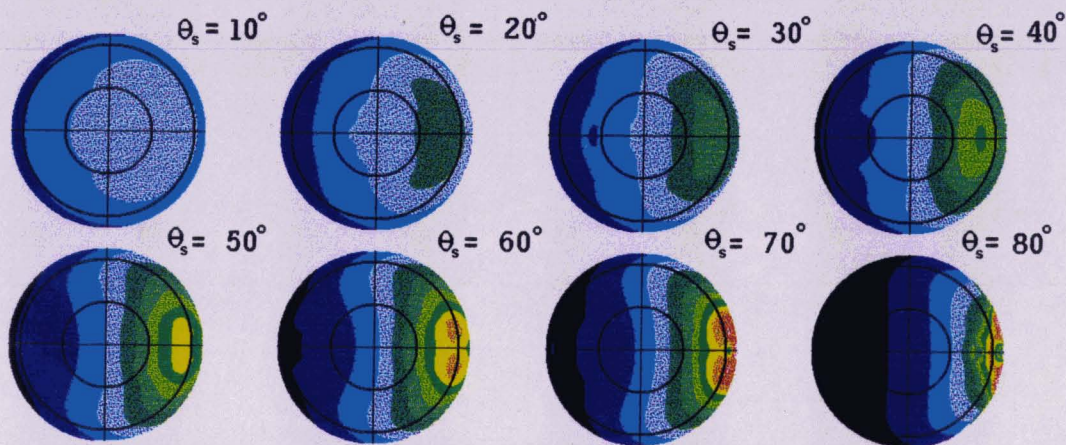 θs = 10°
θs = 20°
θs = 30°
θs = 40°
θs = 50°
θs = 60°
θs = 70°
θs = 80°